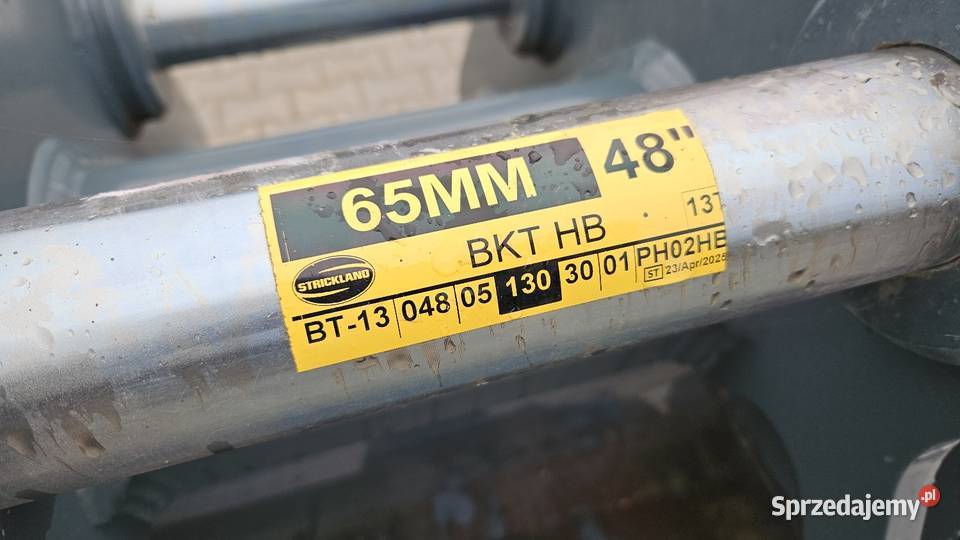 65MM 48"
BKT HB 13T
STRICKLAND
BT-13 048 05 130 30 01 PH02HB
ST 23/Apr/2025
Sprzedajemy.pl